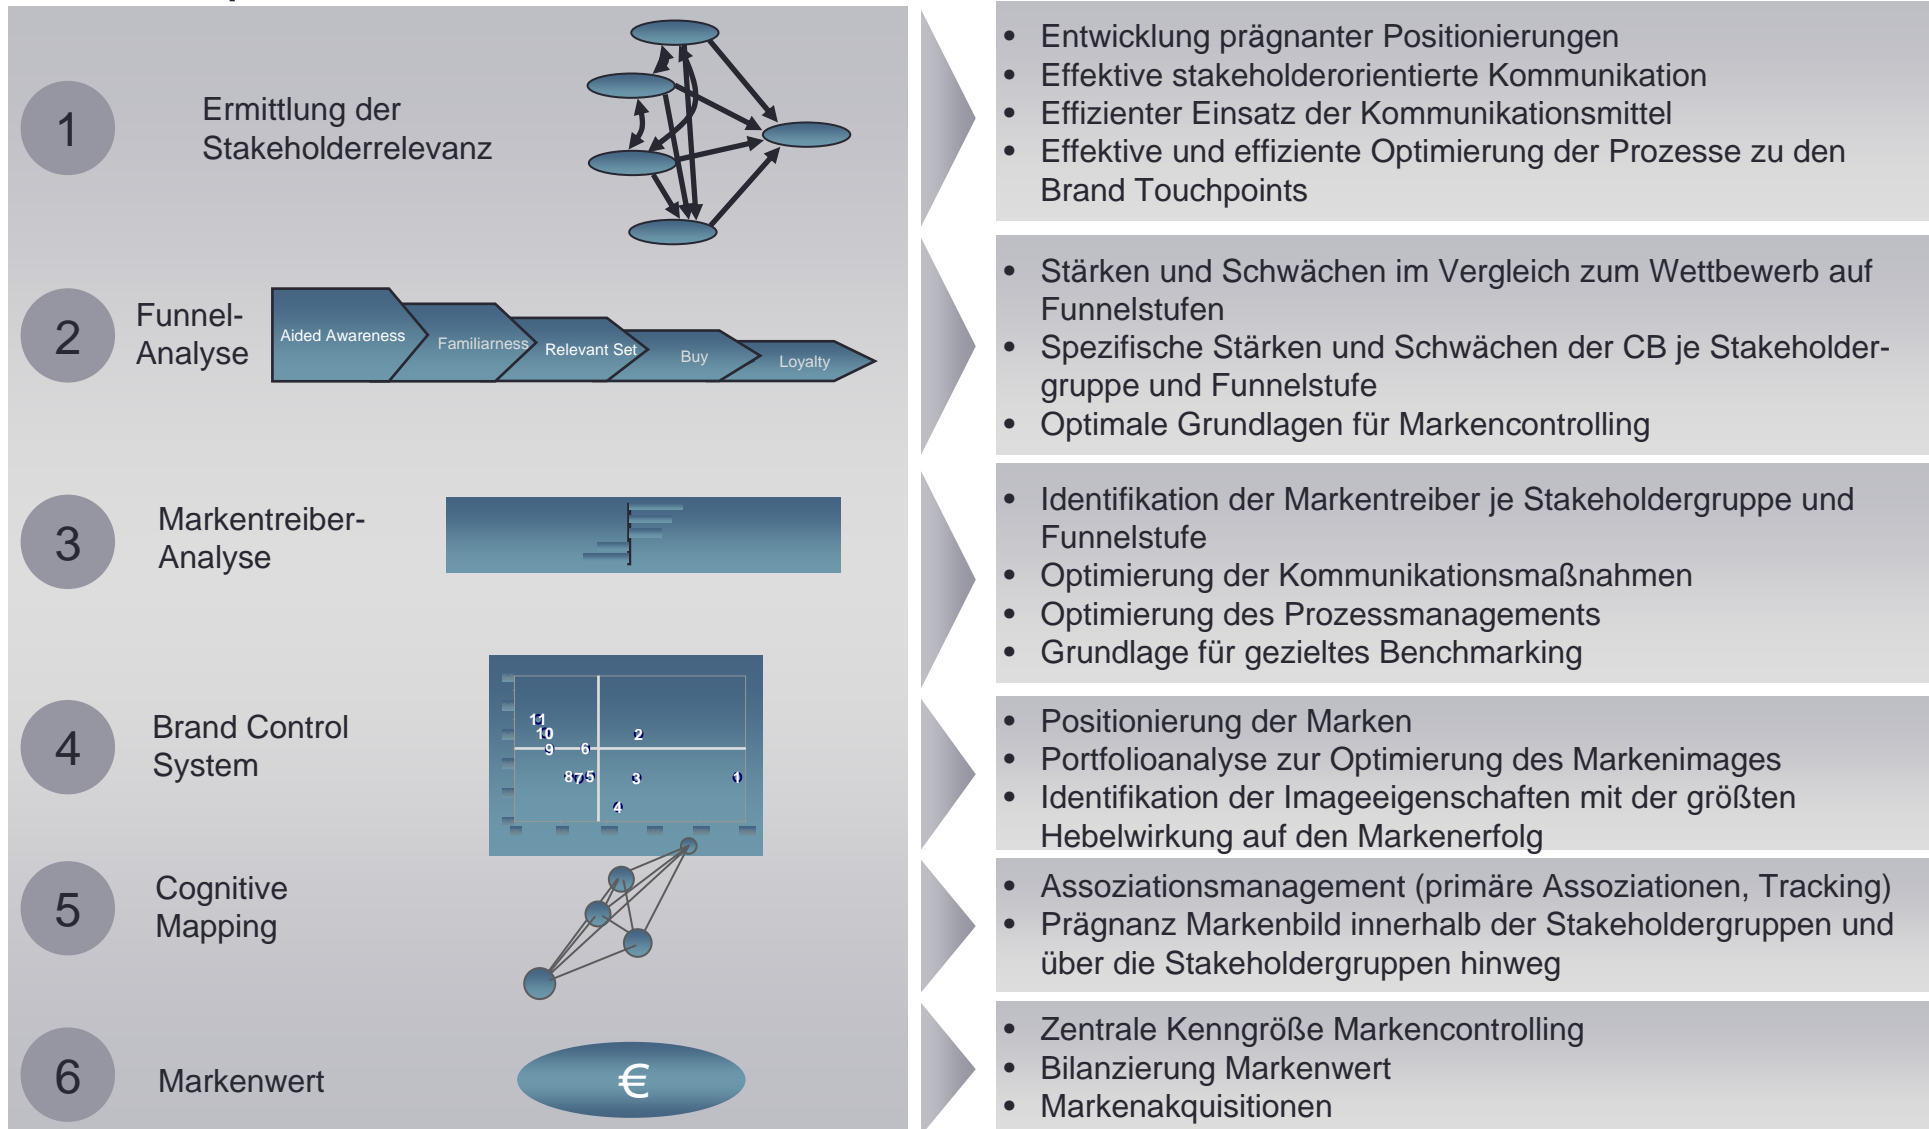 1
Ermittlung der
Stakeholderrelevanz
• Entwicklung prägnanter Positionierungen
• Effektive stakeholderorientierte Kommunikation
• Effizienter Einsatz der Kommunikationsmittel
• Effektive und effiziente Optimierung der Prozesse zu den
Brand Touchpoints
2
Funnel-
Analyse
Aided Awareness
Familiarness
Relevant Set
Buy
Loyalty
• Stärken und Schwächen im Vergleich zum Wettbewerb auf
Funnelstufen
• Spezifische Stärken und Schwächen der CB je Stakeholder-
gruppe und Funnelstufe
• Optimale Grundlagen für Markencontrolling
3
Markentreiber-
Analyse
• Identifikation der Markentreiber je Stakeholdergruppe und
Funnelstufe
• Optimierung der Kommunikationsmaßnahmen
• Optimierung des Prozessmanagements
• Grundlage für gezieltes Benchmarking
4
Brand Control
System
11
10
2
9
6
8
7
5
3
1
4
• Positionierung der Marken
• Portfolioanalyse zur Optimierung des Markenimages
• Identifikation der Imageeigenschaften mit der größten
Hebelwirkung auf den Markenerfolg
5
Cognitive
Mapping
• Assoziationsmanagement (primäre Assoziationen, Tracking)
• Prägnanz Markenbild innerhalb der Stakeholdergruppen und
über die Stakeholdergruppen hinweg
6
Markenwert
€
• Zentrale Kenngröße Markencontrolling
• Bilanzierung Markenwert
• Markenakquisitionen